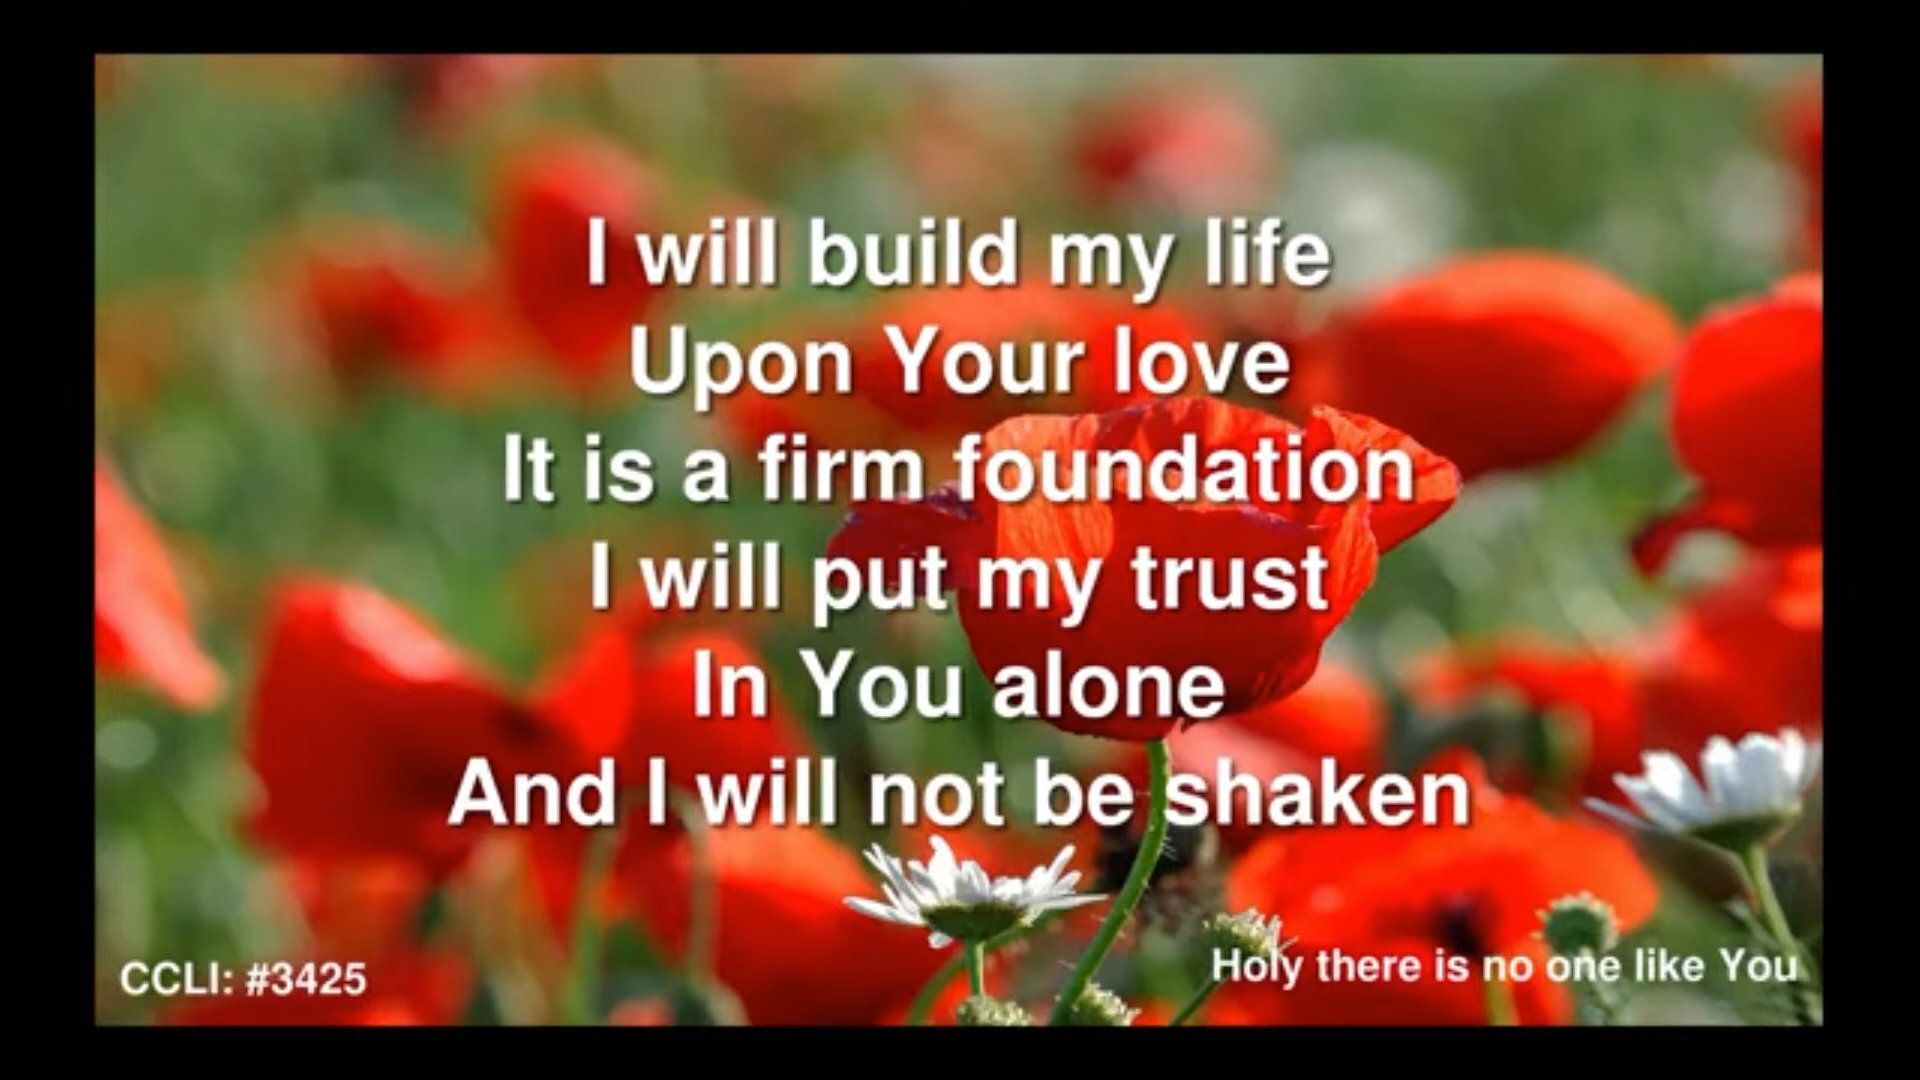 I will build my life
Upon Your love
It is a firm foundation
I will put my trust
In You alone
And I will not be shaken
CCLI: #3425
Holy there is no one like You